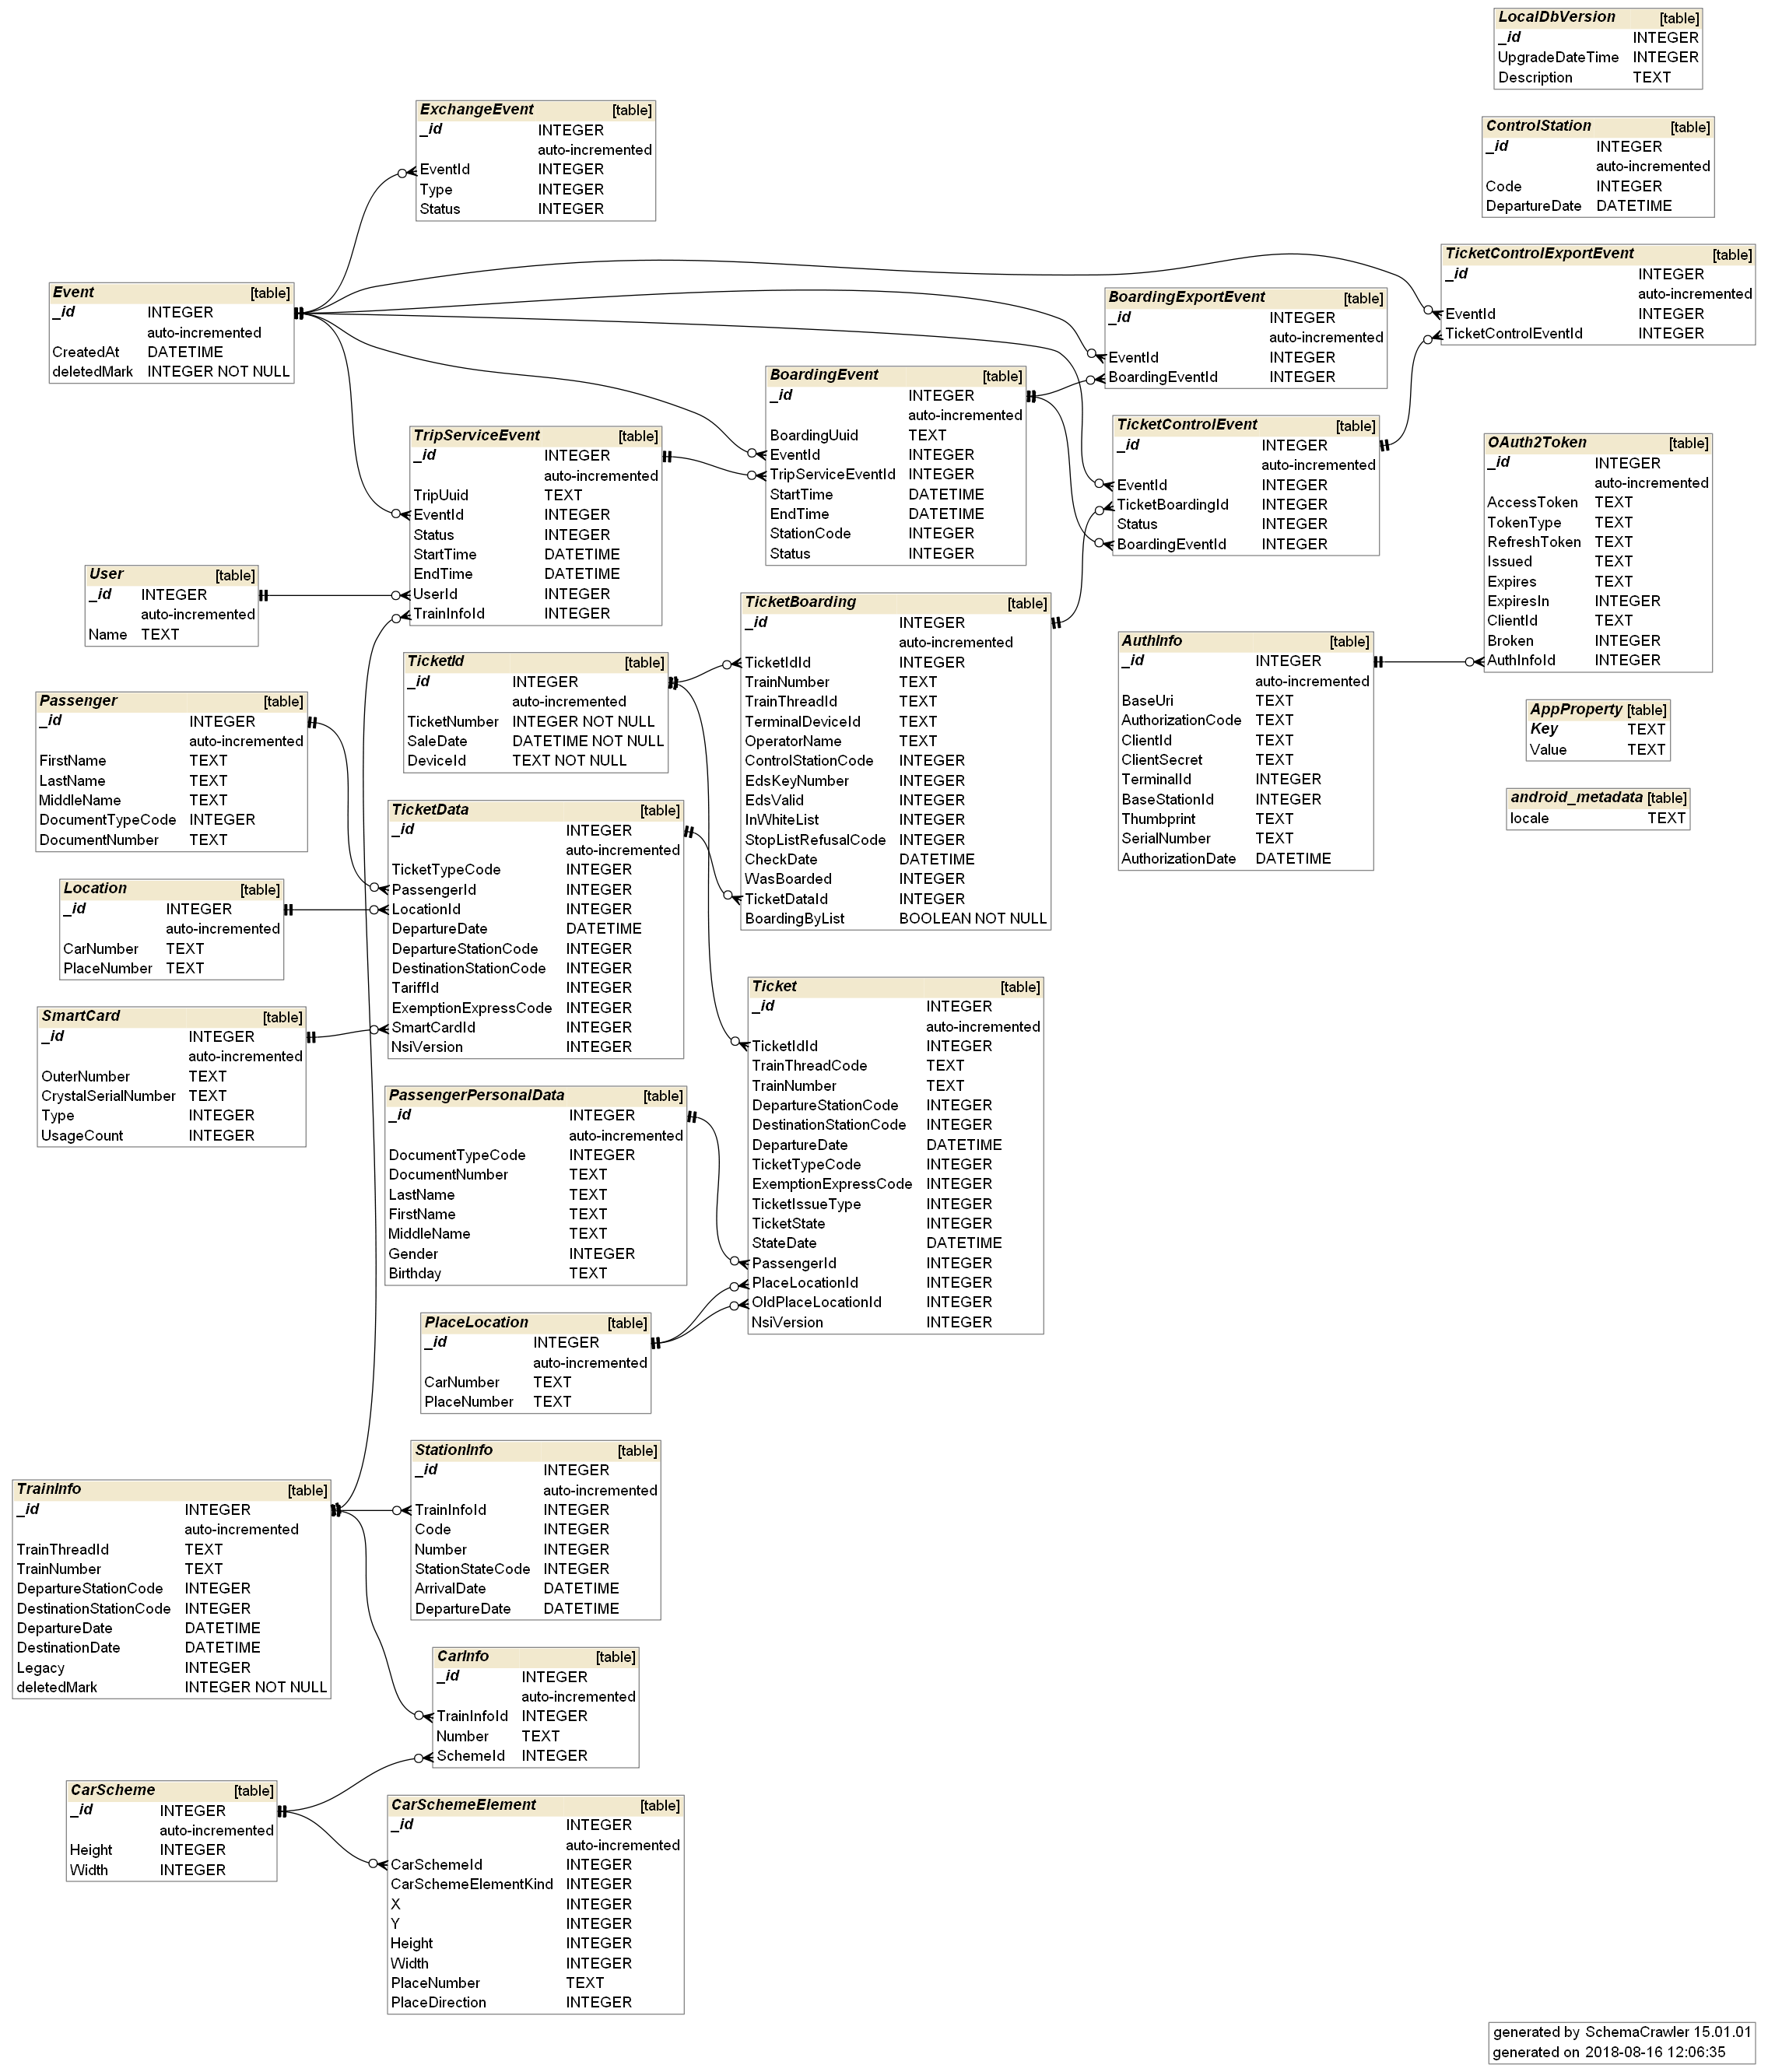 LocalDbVersion [table]
_id INTEGER
UpgradeDateTime INTEGER
Description TEXT
ControlStation [table]
_id INTEGER
auto-incremented
Code INTEGER
DepartureDate DATETIME
ExchangeEvent [table]
_id INTEGER
auto-incremented
EventId INTEGER
Type INTEGER
Status INTEGER
TicketControlExportEvent [table]
_id INTEGER
auto-incremented
EventId INTEGER
TicketControlEventId INTEGER
Event [table]
_id INTEGER
auto-incremented
CreatedAt DATETIME
deletedMark INTEGER NOT NULL
BoardingExportEvent [table]
_id INTEGER
auto-incremented
EventId INTEGER
BoardingEventId INTEGER
BoardingEvent [table]
_id INTEGER
auto-incremented
BoardingUuid TEXT
EventId INTEGER
TripServiceEventId INTEGER
StartTime DATETIME
EndTime DATETIME
StationCode INTEGER
Status INTEGER
TicketControlEvent [table]
_id INTEGER
auto-incremented
EventId INTEGER
TicketBoardingId INTEGER
Status INTEGER
BoardingEventId INTEGER
TripServiceEvent [table]
_id INTEGER
auto-incremented
TripUuid TEXT
EventId INTEGER
Status INTEGER
StartTime DATETIME
EndTime DATETIME
UserId INTEGER
TrainInfoId INTEGER
OAuth2Token [table]
_id INTEGER
auto-incremented
AccessToken TEXT
TokenType TEXT
RefreshToken TEXT
Issued TEXT
Expires TEXT
ExpiresIn INTEGER
ClientId TEXT
Broken INTEGER
AuthInfoId INTEGER
User [table]
_id INTEGER
auto-incremented
Name TEXT
TicketBoarding [table]
_id INTEGER
auto-incremented
TicketIdId INTEGER
TrainNumber TEXT
TrainThreadId TEXT
TerminalDeviceId TEXT
OperatorName TEXT
ControlStationCode INTEGER
EdsKeyNumber INTEGER
EdsValid INTEGER
InWhiteList INTEGER
StopListRefusalCode INTEGER
CheckDate DATETIME
WasBoarded INTEGER
TicketDataId INTEGER
BoardingByList BOOLEAN NOT NULL
AuthInfo [table]
_id INTEGER
auto-incremented
BaseUri TEXT
AuthorizationCode TEXT
ClientId TEXT
ClientSecret TEXT
TerminalId INTEGER
BaseStationId INTEGER
Thumbprint TEXT
SerialNumber TEXT
AuthorizationDate DATETIME
TicketId [table]
_id INTEGER
auto-incremented
TicketNumber INTEGER NOT NULL
SaleDate DATETIME NOT NULL
DeviceId TEXT NOT NULL
Passenger [table]
_id INTEGER
auto-incremented
FirstName TEXT
LastName TEXT
MiddleName TEXT
DocumentTypeCode INTEGER
DocumentNumber TEXT
AppProperty [table]
Key TEXT
Value TEXT
android_metadata [table]
locale TEXT
TicketData [table]
_id INTEGER
auto-incremented
TicketTypeCode INTEGER
PassengerId INTEGER
LocationId INTEGER
DepartureDate DATETIME
DepartureStationCode INTEGER
DestinationStationCode INTEGER
TariffId INTEGER
ExemptionExpressCode INTEGER
SmartCardId INTEGER
NsiVersion INTEGER
Location [table]
_id INTEGER
auto-incremented
CarNumber TEXT
PlaceNumber TEXT
SmartCard [table]
_id INTEGER
auto-incremented
OuterNumber TEXT
CrystalSerialNumber TEXT
Type INTEGER
UsageCount INTEGER
Ticket [table]
_id INTEGER
auto-incremented
TicketIdId INTEGER
TrainThreadCode TEXT
TrainNumber TEXT
DepartureStationCode INTEGER
DestinationStationCode INTEGER
DepartureDate DATETIME
TicketTypeCode INTEGER
ExemptionExpressCode INTEGER
TicketIssueType INTEGER
TicketState INTEGER
StateDate DATETIME
PassengerId INTEGER
PlaceLocationId INTEGER
OldPlaceLocationId INTEGER
NsiVersion INTEGER
PassengerPersonalData [table]
_id INTEGER
auto-incremented
DocumentTypeCode INTEGER
DocumentNumber TEXT
LastName TEXT
FirstName TEXT
MiddleName TEXT
Gender INTEGER
Birthday TEXT
PlaceLocation [table]
_id INTEGER
auto-incremented
CarNumber TEXT
PlaceNumber TEXT
StationInfo [table]
_id INTEGER
auto-incremented
TrainInfoId INTEGER
Code INTEGER
Number INTEGER
StationStateCode INTEGER
ArrivalDate DATETIME
DepartureDate DATETIME
TrainInfo [table]
_id INTEGER
auto-incremented
TrainThreadId TEXT
TrainNumber TEXT
DepartureStationCode INTEGER
DestinationStationCode INTEGER
DepartureDate DATETIME
DestinationDate DATETIME
Legacy INTEGER
deletedMark INTEGER NOT NULL
CarInfo [table]
_id INTEGER
auto-incremented
TrainInfoId INTEGER
Number TEXT
SchemeId INTEGER
CarScheme [table]
_id INTEGER
auto-incremented
Height INTEGER
Width INTEGER
CarSchemeElement [table]
_id INTEGER
auto-incremented
CarSchemeId INTEGER
CarSchemeElementKind INTEGER
X INTEGER
Y INTEGER
Height INTEGER
Width INTEGER
PlaceNumber TEXT
PlaceDirection INTEGER
generated by SchemaCrawler 15.01.01
generated on 2018-08-16 12:06:35